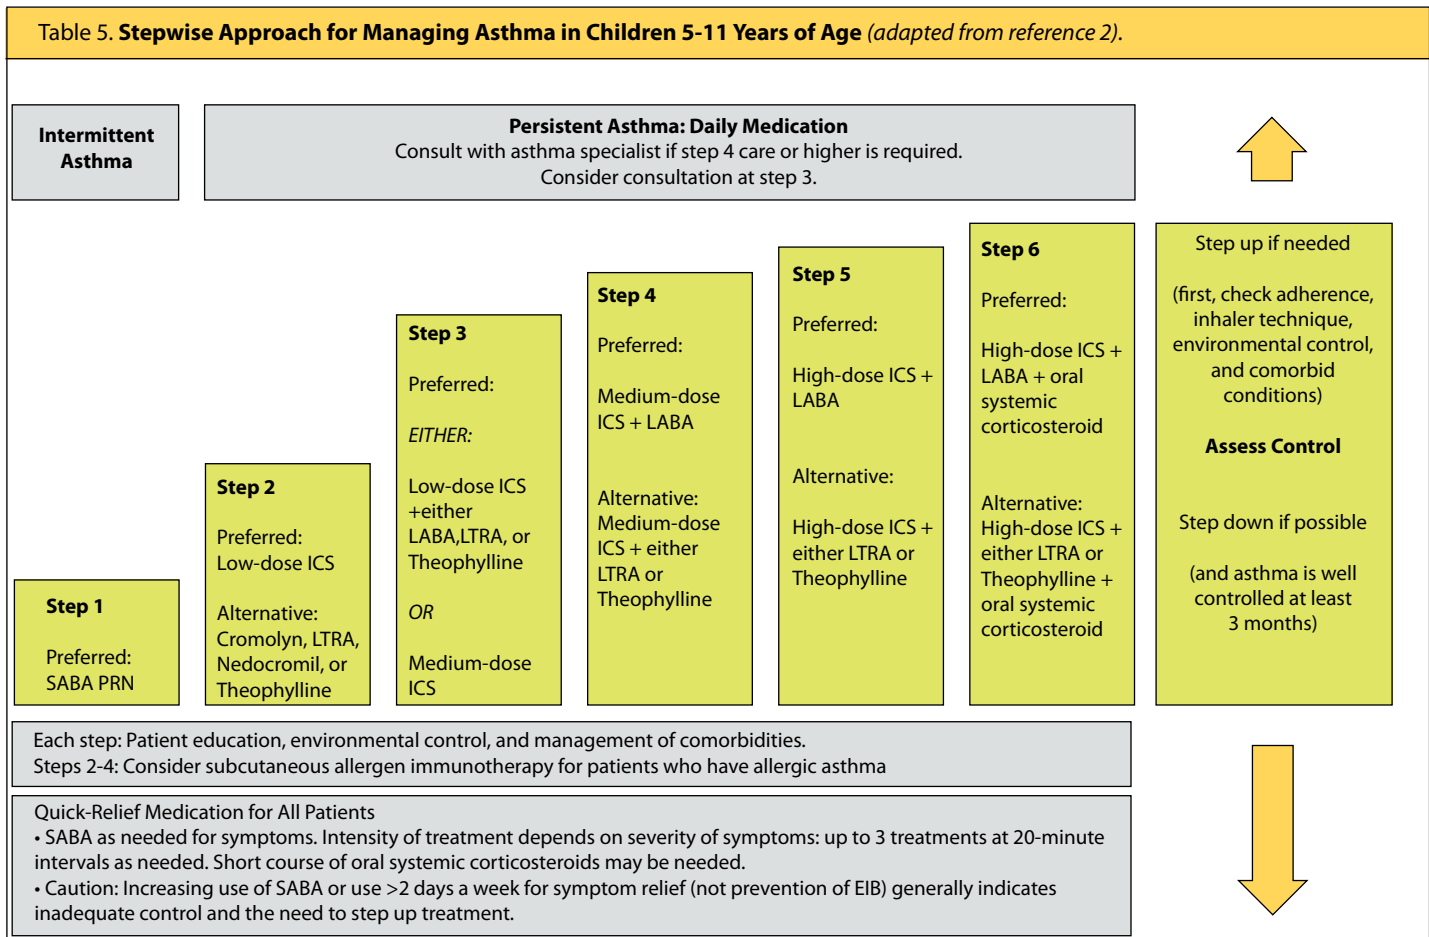 Table 5. Stepwise Approach for Managing Asthma in Children 5-11 Years of Age (adapted from reference 2).
Intermittent
Asthma
Persistent Asthma: Daily Medication
Consult with asthma specialist if step 4 care or higher is required.
Consider consultation at step 3.
Step 1
Preferred:
SABA PRN
Step 2
Preferred:
Low-dose ICS
Alternative:
Cromolyn, LTRA,
Nedocromil, or
Theophylline
Step 3
Preferred:
EITHER:
Low-dose ICS
+either
LABA,LTRA, or
Theophylline
OR
Medium-dose
ICS
Step 4
Preferred:
Medium-dose
ICS + LABA
Alternative:
Medium-dose
ICS + either
LTRA or
Theophylline
Step 5
Preferred:
High-dose ICS +
LABA
Alternative:
High-dose ICS +
either LTRA or
Theophylline
Step 6
Preferred:
High-dose ICS +
LABA + oral
systemic
corticosteroid
Alternative:
High-dose ICS +
either LTRA or
Theophylline +
oral systemic
corticosteroid
Step up if needed
(first, check adherence,
inhaler technique,
environmental control,
and comorbid
conditions)
Assess Control
Step down if possible
(and asthma is well
controlled at least
3 months)
Each step: Patient education, environmental control, and management of comorbidities.
Steps 2-4: Consider subcutaneous allergen immunotherapy for patients who have allergic asthma
Quick-Relief Medication for All Patients
• SABA as needed for symptoms. Intensity of treatment depends on severity of symptoms: up to 3 treatments at 20-minute
intervals as needed. Short course of oral systemic corticosteroids may be needed.
• Caution: Increasing use of SABA or use >2 days a week for symptom relief (not prevention of EIB) generally indicates
inadequate control and the need to step up treatment.